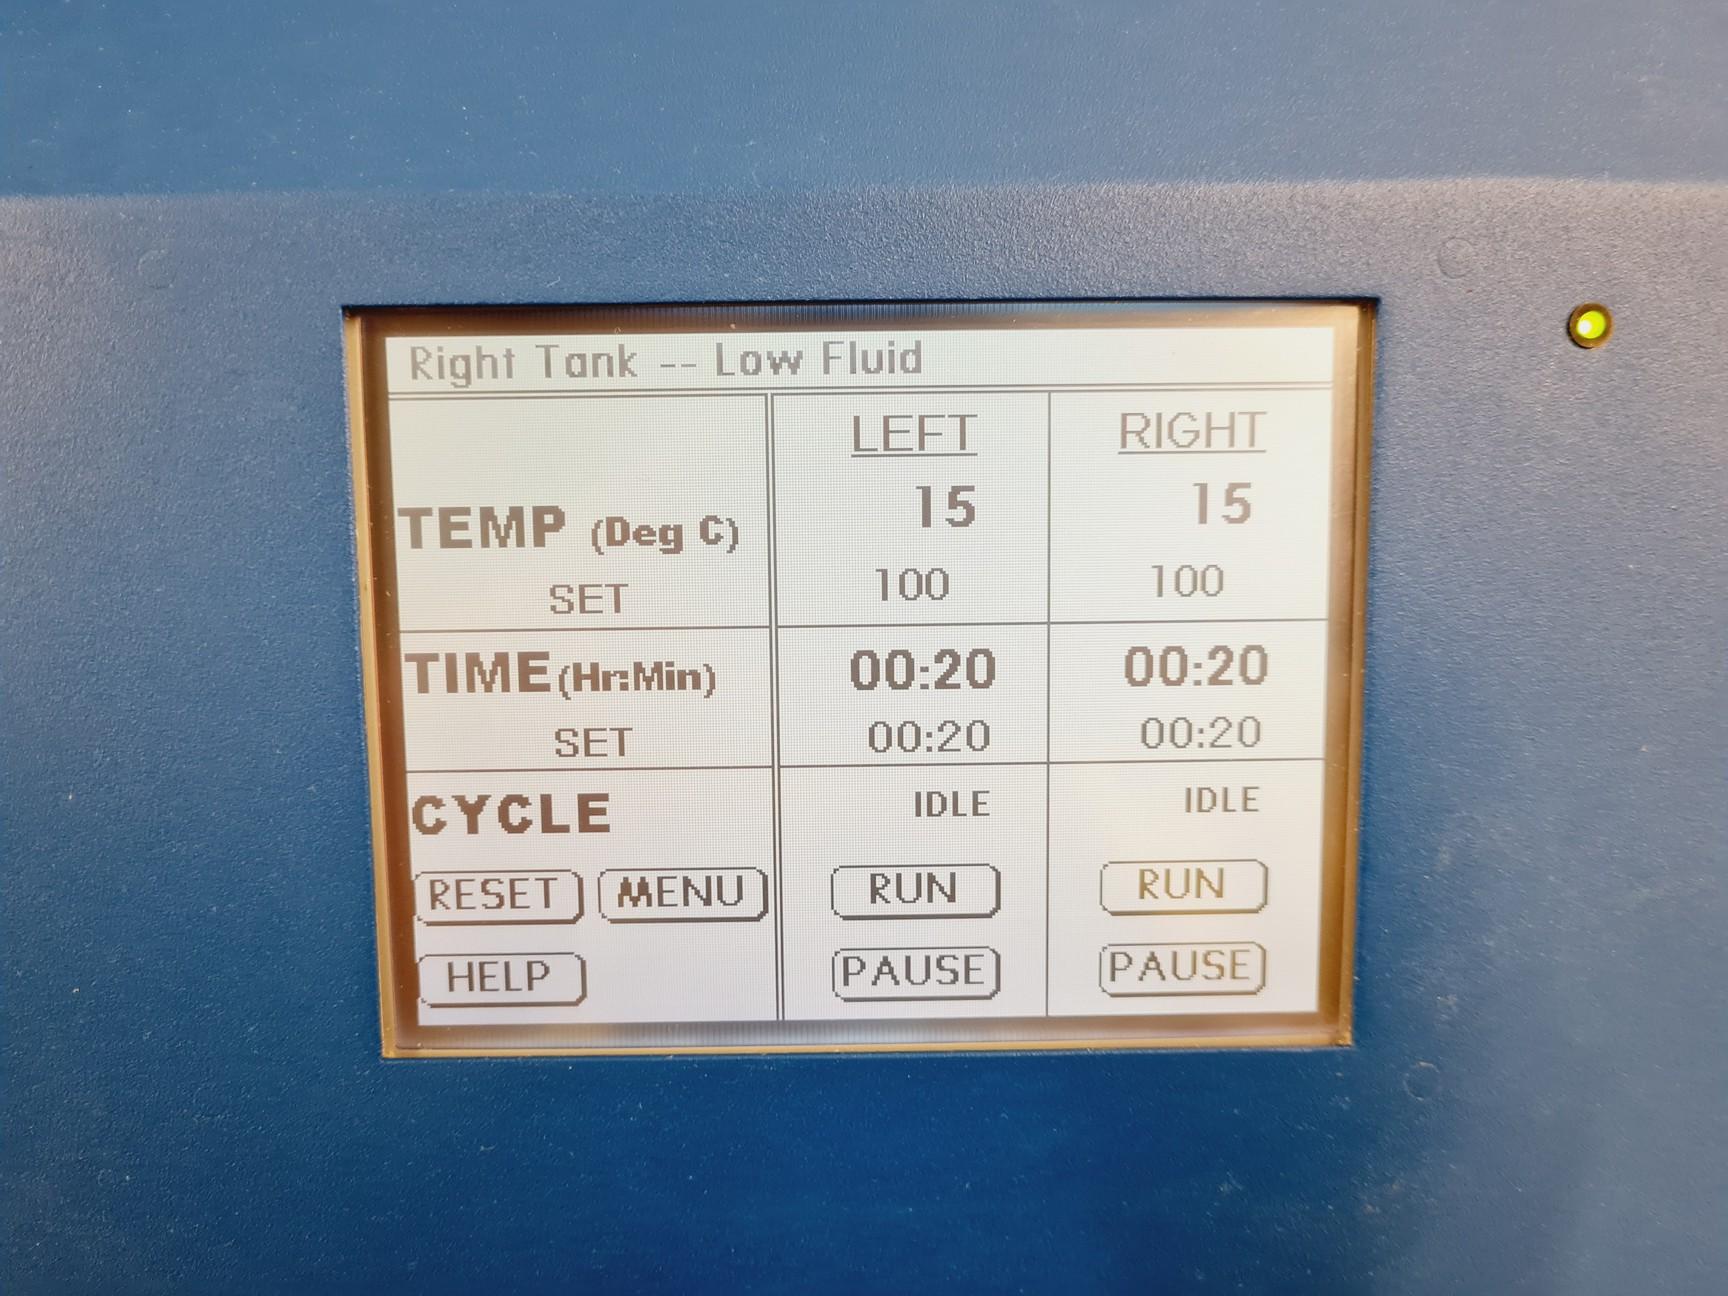 Right Tank -- Low Fluid
LEFT RIGHT
TEMP (Deg C) 15 15
SET 100 100
TIME (Hr:Min) 00:20 00:20
SET 00:20 00:20
CYCLE IDLE IDLE
RESET MENU RUN RUN
HELP PAUSE PAUSE